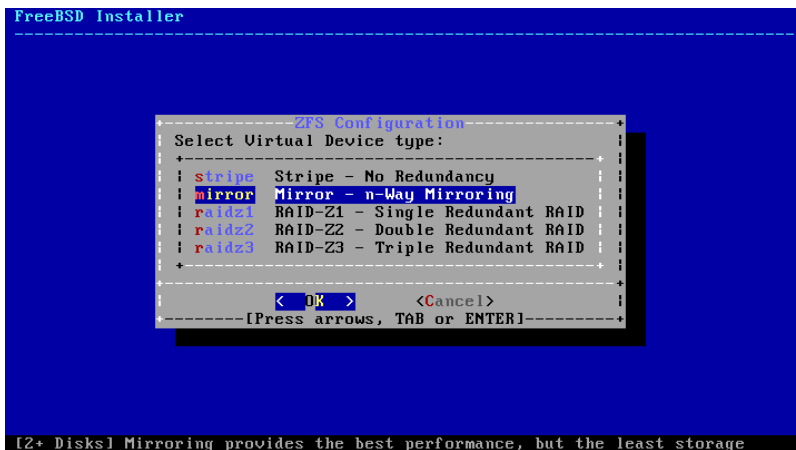 FreeBSD Installer
ZFS Configuration
Select Virtual Device type:
stripe Stripe - No Redundancy
mirror Mirror - n-Way Mirroring
raidz1 RAID-Z1 - Single Redundant RAID
raidz2 RAID-Z2 - Double Redundant RAID
raidz3 RAID-Z3 - Triple Redundant RAID
< OK > <Cancel>
[Press arrows, TAB or ENTER]
[2+ Disks] Mirroring provides the best performance, but the least storage